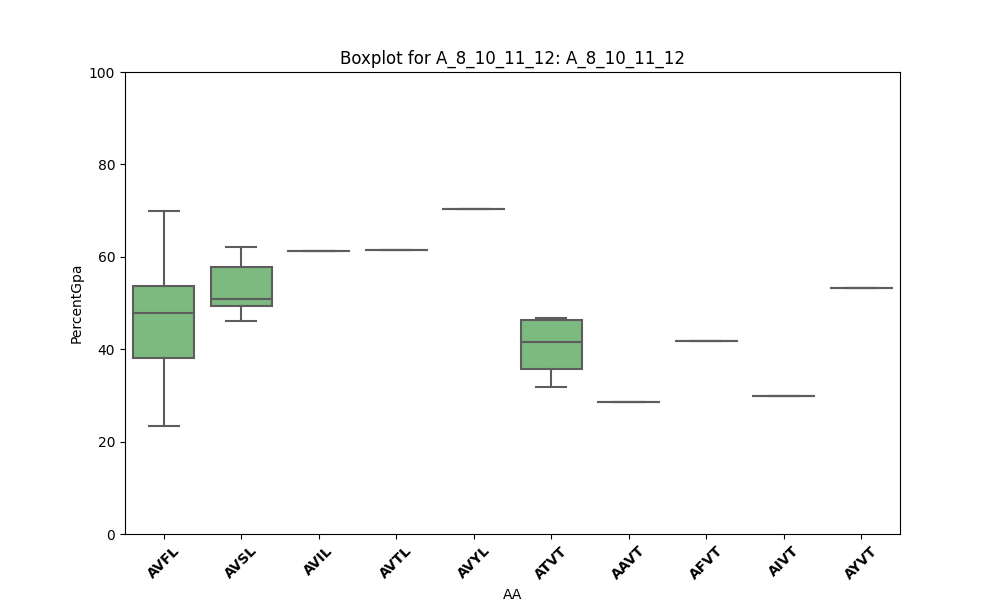 Boxplot for A_8_10_11_12: A_8_10_11_12
PercentGpa
100
80
60
40
20
0
AVFL AVSL AVIL AVTL AVYL ATVT AAVT AFVT AIVT AYVT
AA